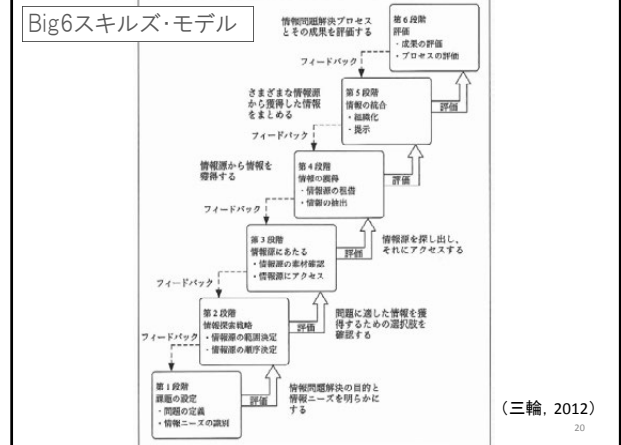 Big6スキルズ・モデル
情報問題解決プロセス
とその成果を評価する
第6段階
評価
・成果の評価
・プロセスの評価
フィードバック
評価
さまざまな情報源
から獲得した情報
をまとめる
第5段階
情報の統合
・組織化
・提示
フィードバック
評価
情報源から情報を
獲得する
第4段階
情報の獲得
・情報源の
・情報の抽出
フィードバック
評価
情報源を探し出し、
それにアクセスする
第3段階
情報源にあたる
・情報源の素材確認
・情報源にアクセス
フィードバック
評価
問題に適した情報を獲
得するための選択肢を
確認する
第2段階
情報探索戦略
・情報源の範囲決定
・情報源の順序決定
フィードバック
評価
情報問題解決の目的と
情報ニーズを明らかに
する
第1段階
課題の設定
・問題の定義
・情報ニーズの識別
(三輪, 2012)
20